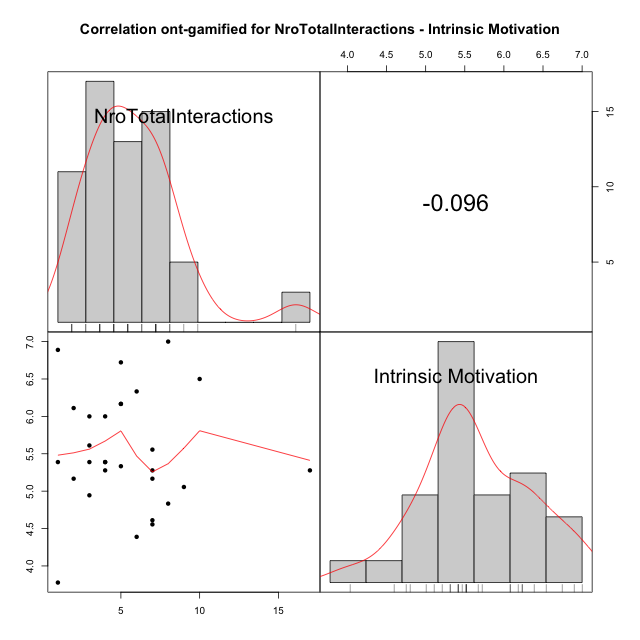 Correlation ont-gamified for NroTotalInteractions - Intrinsic Motivation
4.0 4.5 5.0 5.5 6.0 6.5 7.0
NroTotalInteractions
15
10
5
-0.096
7.0
6.5
6.0
5.5
5.0
4.5
4.0
Intrinsic Motivation
5 10 15